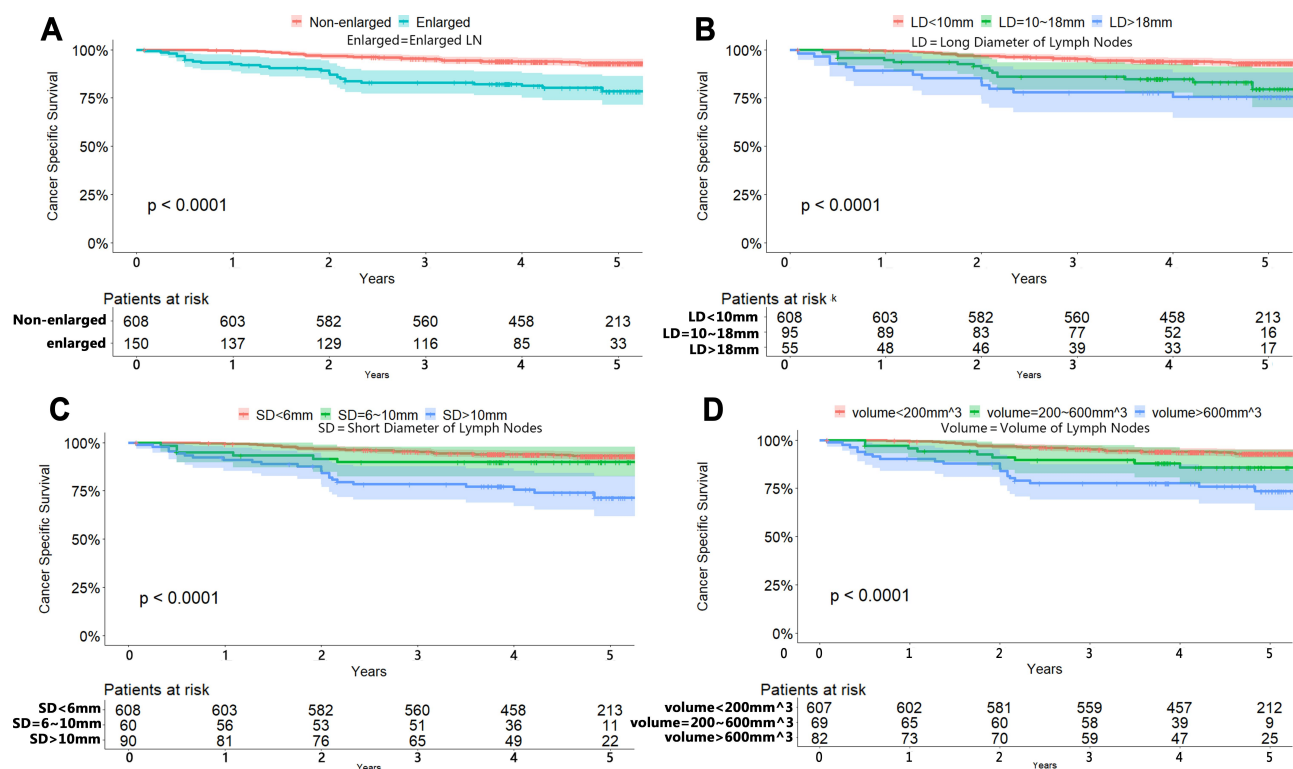 A
Non-enlarged Enlarged
Enlarged=Enlarged LN
Cancer Specific Survival
100%
75%
50%
25%
0%
p < 0.0001
0 1 2 3 4 5
Years
Patients at risk
Non-enlarged 608 603 582 560 458 213
enlarged 150 137 129 116 85 33
0 1 2 3 4 5
Years
B
LD<10mm LD=10~18mm LD>18mm
LD = Long Diameter of Lymph Nodes
Cancer Specific Survival
100%
75%
50%
25%
0%
p < 0.0001
0 1 2 3 4 5
Years
Patients at risk k
LD<10mm 608 603 582 560 458 213
LD=10~18mm 95 89 83 77 52 16
LD>18mm 55 48 46 39 33 17
0 1 2 3 4 5
Years
C
SD<6mm SD=6~10mm SD>10mm
SD = Short Diameter of Lymph Nodes
Cancer Specific Survival
100%
75%
50%
25%
0%
p < 0.0001
0 1 2 3 4 5
Years
Patients at risk
SD<6mm 608 603 582 560 458 213
SD=6~10mm 60 56 53 51 36 11
SD>10mm 90 81 76 65 49 22
0 1 2 3 4 5
Years
D
volume<200mm^3 volume=200~600mm^3 volume>600mm^3
Volume = Volume of Lymph Nodes
Cancer Specific Survival
100%
75%
50%
25%
0%
p < 0.0001
0 0 1 2 3 4 5
Years
Patients at risk
volume<200mm^3 607 602 581 559 457 212
volume=200~600mm^3 69 65 60 58 39 9
volume>600mm^3 82 73 70 59 47 25
0 1 2 3 4 5
Years